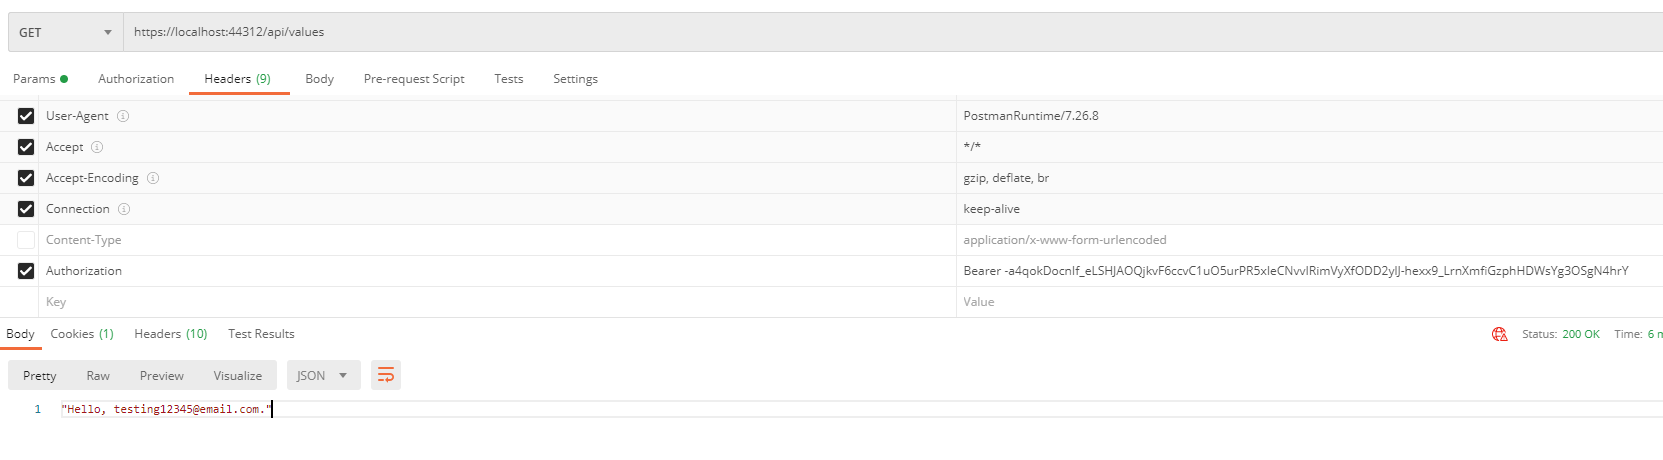 GET https://localhost:44312/api/values
Params Authorization Headers (9) Body Pre-request Script Tests Settings
User-Agent PostmanRuntime/7.26.8
Accept */*
Accept-Encoding gzip, deflate, br
Connection keep-alive
Content-Type application/x-www-form-urlencoded
Authorization Bearer -a4qokDocnlf_eLSHJAOQjkvF6ccvC1uO5urPR5xleCNvvlRimVyXfODD2ylJ-hexx9_LrnXmfiGzphHDWsYg3OSgN4hrY
Key Value
Body Cookies (1) Headers (10) Test Results Status: 200 OK Time: 6 m
Pretty Raw Preview Visualize JSON
1 "Hello, testing12345@email.com."